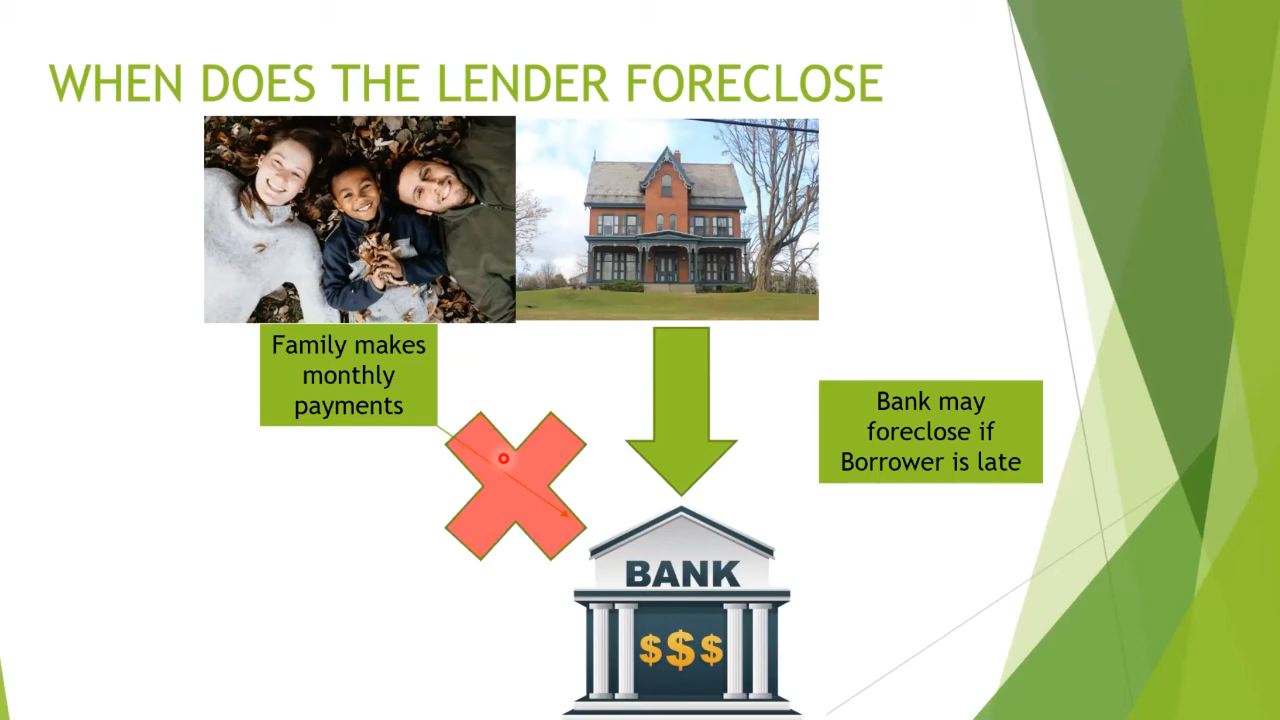 WHEN DOES THE LENDER FORECLOSE
Family makes
monthly
payments
Bank may
foreclose if
Borrower is late
BANK
$$$